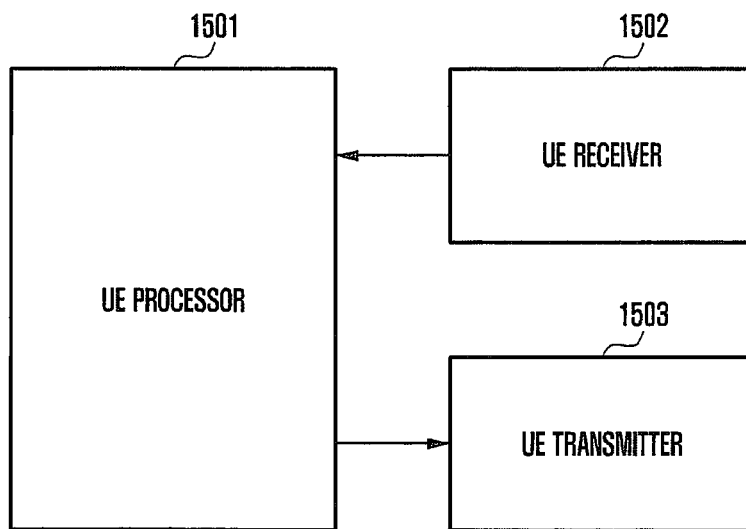 1501
1502
UE RECEIVER
UE PROCESSOR
1503
UE TRANSMITTER